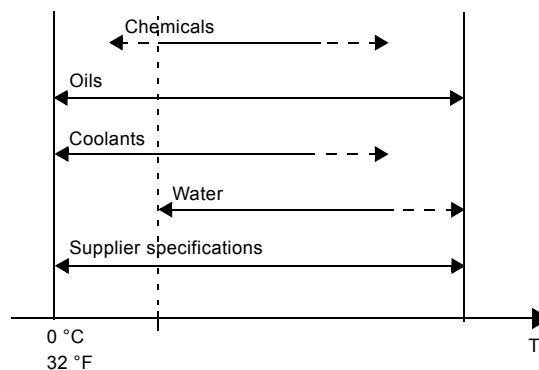 Chemicals
Oils
Coolants
Water
Supplier specifications
0 °C
32 °F
T